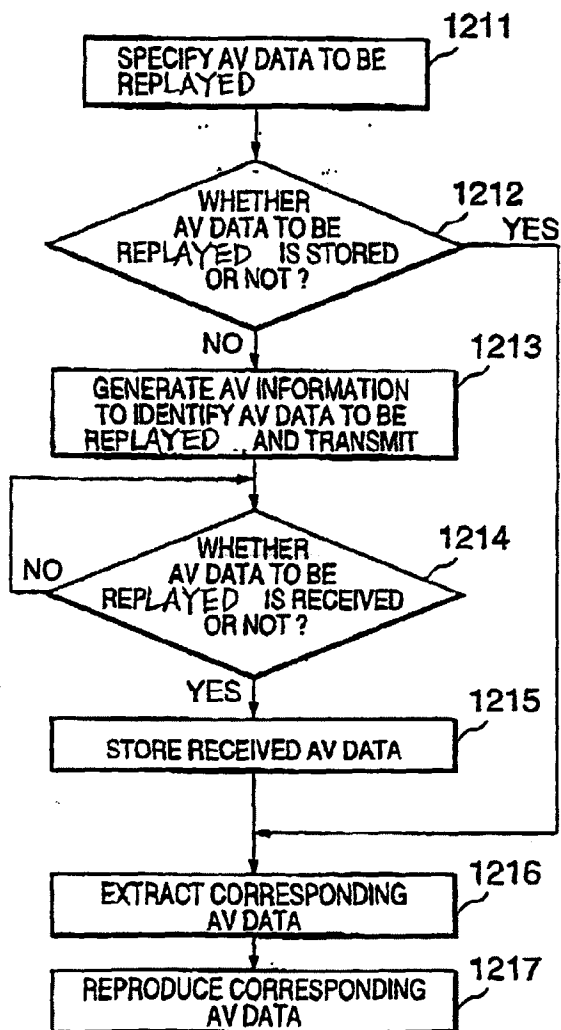 1211
SPECIFY AV DATA TO BE
REPLAYED
1212
WHETHER
AV DATA TO BE
REPLAYED IS STORED
OR NOT ?
YES
NO
1213
GENERATE AV INFORMATION
TO IDENTIFY AV DATA TO BE
REPLAYED AND TRANSMIT
1214
WHETHER
AV DATA TO BE
REPLAYED IS RECEIVED
OR NOT ?
NO
YES
1215
STORE RECEIVED AV DATA
1216
EXTRACT CORRESPONDING
AV DATA
1217
REPRODUCE CORRESPONDING
AV DATA